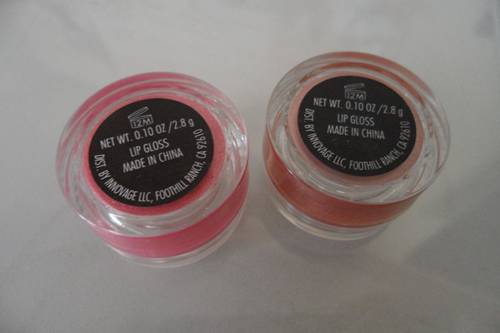 12M
NET WT. 0.10 OZ/2.8 g
LIP GLOSS
MADE IN CHINA
DIST. BY INNOVAGE LLC, FOOTHILL RANCH, CA 92610
12M
NET WT. 0.10 OZ/2.8 g
LIP GLOSS
MADE IN CHINA
DIST. BY INNOVAGE LLC, FOOTHILL RANCH, CA 92610